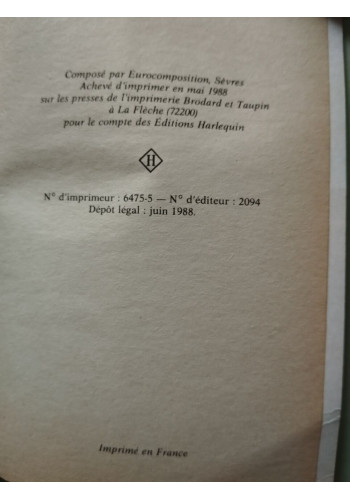 Composé par Eurocomposition, Sèvres
Achevé d'imprimer en mai 1988
sur les presses de l'imprimerie Brodard et Taupin
à La Flèche (72200)
pour le compte des Éditions Harlequin
H
N° d'imprimeur : 6475-5 — N° d'éditeur : 2094
Dépôt légal : juin 1988.
Imprimé en France